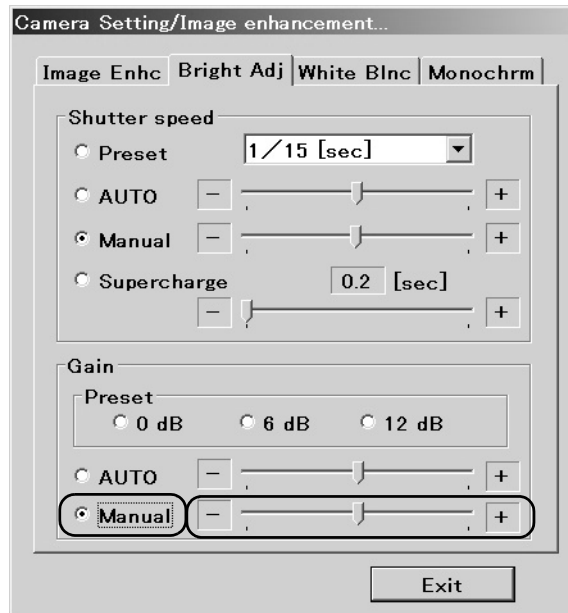 Camera Setting/Image enhancement...
Image Enhc Bright Adj White Blnc Monochrm
Shutter speed
Preset 1/15 [sec]
AUTO - +
Manual - +
Supercharge 0.2 [sec]
- +
Gain
Preset
0 dB 6 dB 12 dB
AUTO - +
Manual - +
Exit